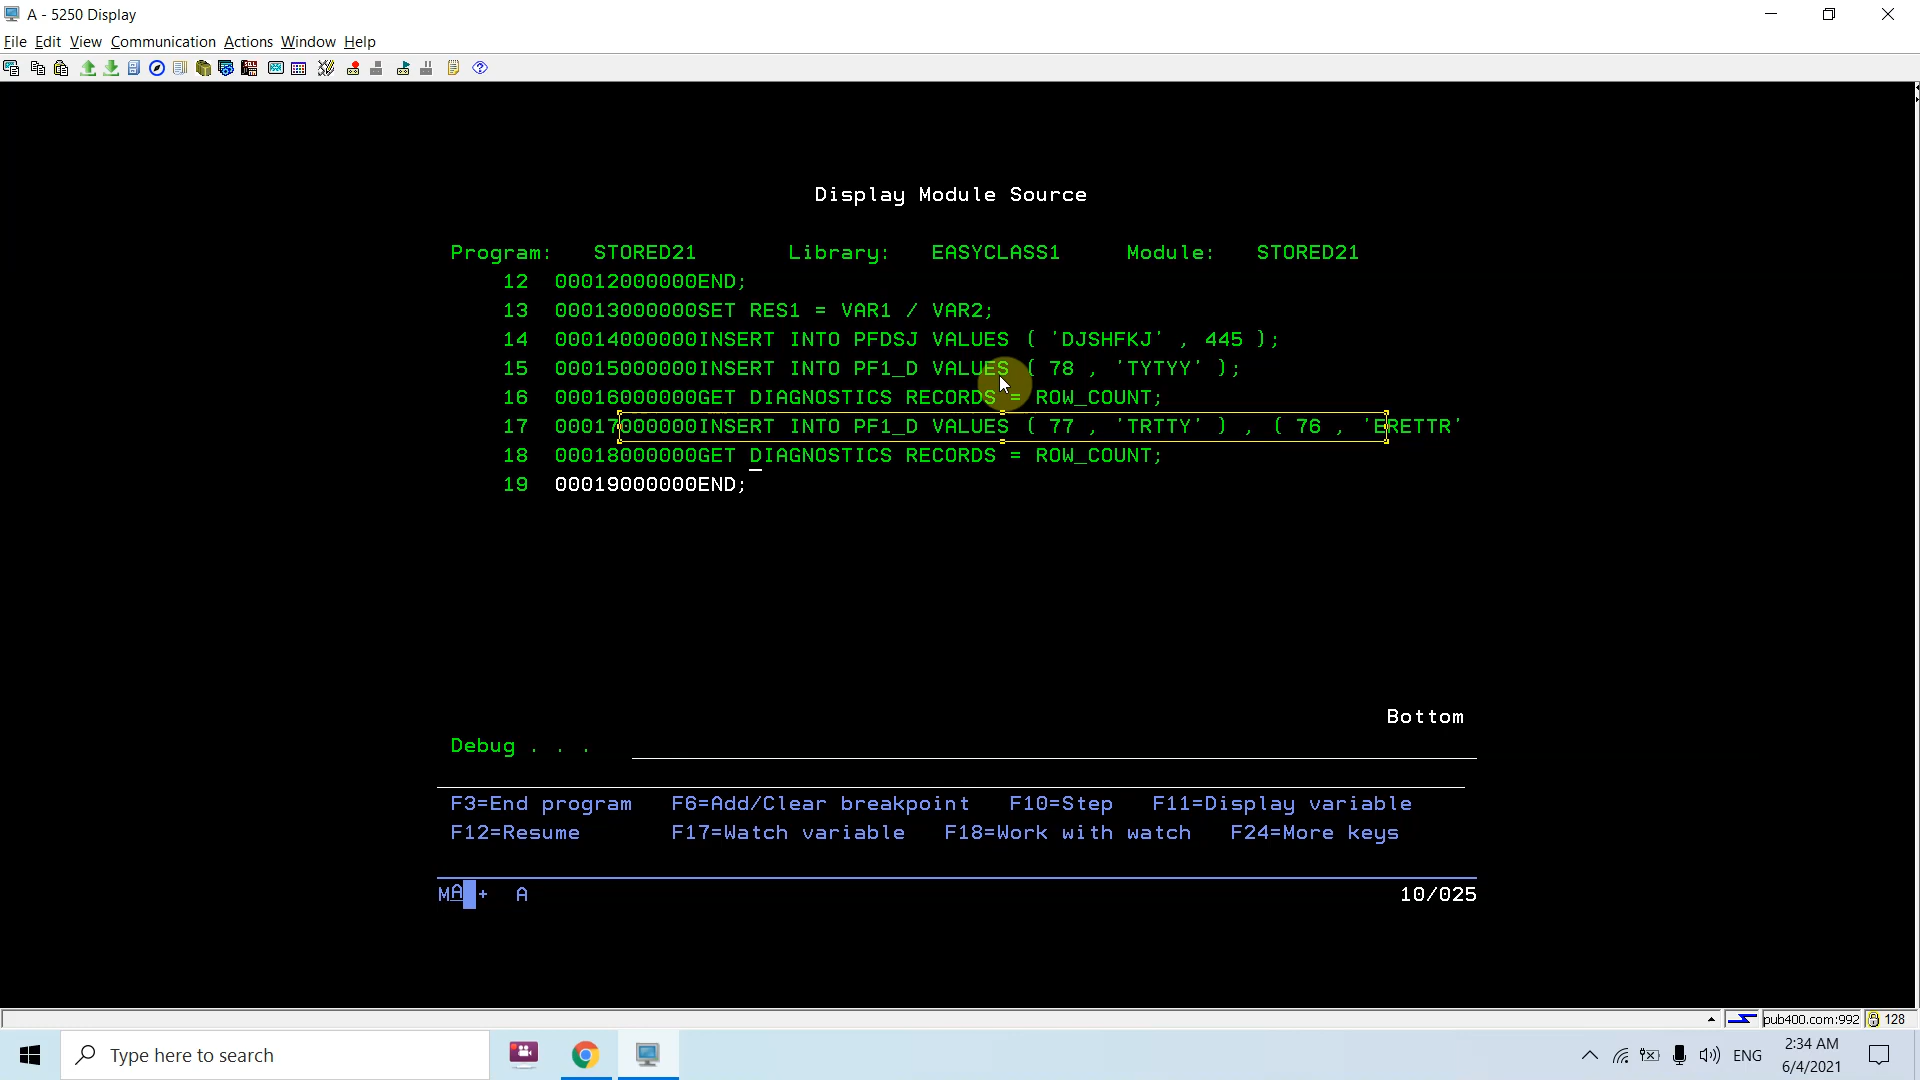 A - 5250 Display
File Edit View Communication Actions Window Help
Display Module Source
Program: STORED21 Library: EASYCLASS1 Module: STORED21
12 00012000000END;
13 00013000000SET RES1 = VAR1 / VAR2;
14 00014000000INSERT INTO PFDSJ VALUES ( 'DJSHFKJ' , 445 );
15 00015000000INSERT INTO PF1_D VALUES ( 78 , 'TYTYY' );
16 00016000000GET DIAGNOSTICS RECORDS = ROW_COUNT;
17 00017000000INSERT INTO PF1_D VALUES ( 77 , 'TRTTY' ) , ( 76 , 'ERETTR'
18 00018000000GET DIAGNOSTICS RECORDS = ROW_COUNT;
19 00019000000END;
Bottom
Debug . . .
F3=End program F6=Add/Clear breakpoint F10=Step F11=Display variable
F12=Resume F17=Watch variable F18=Work with watch F24=More keys
MA + A 10/025
pub400.com:992 128
Type here to search
ENG
2:34 AM
6/4/2021